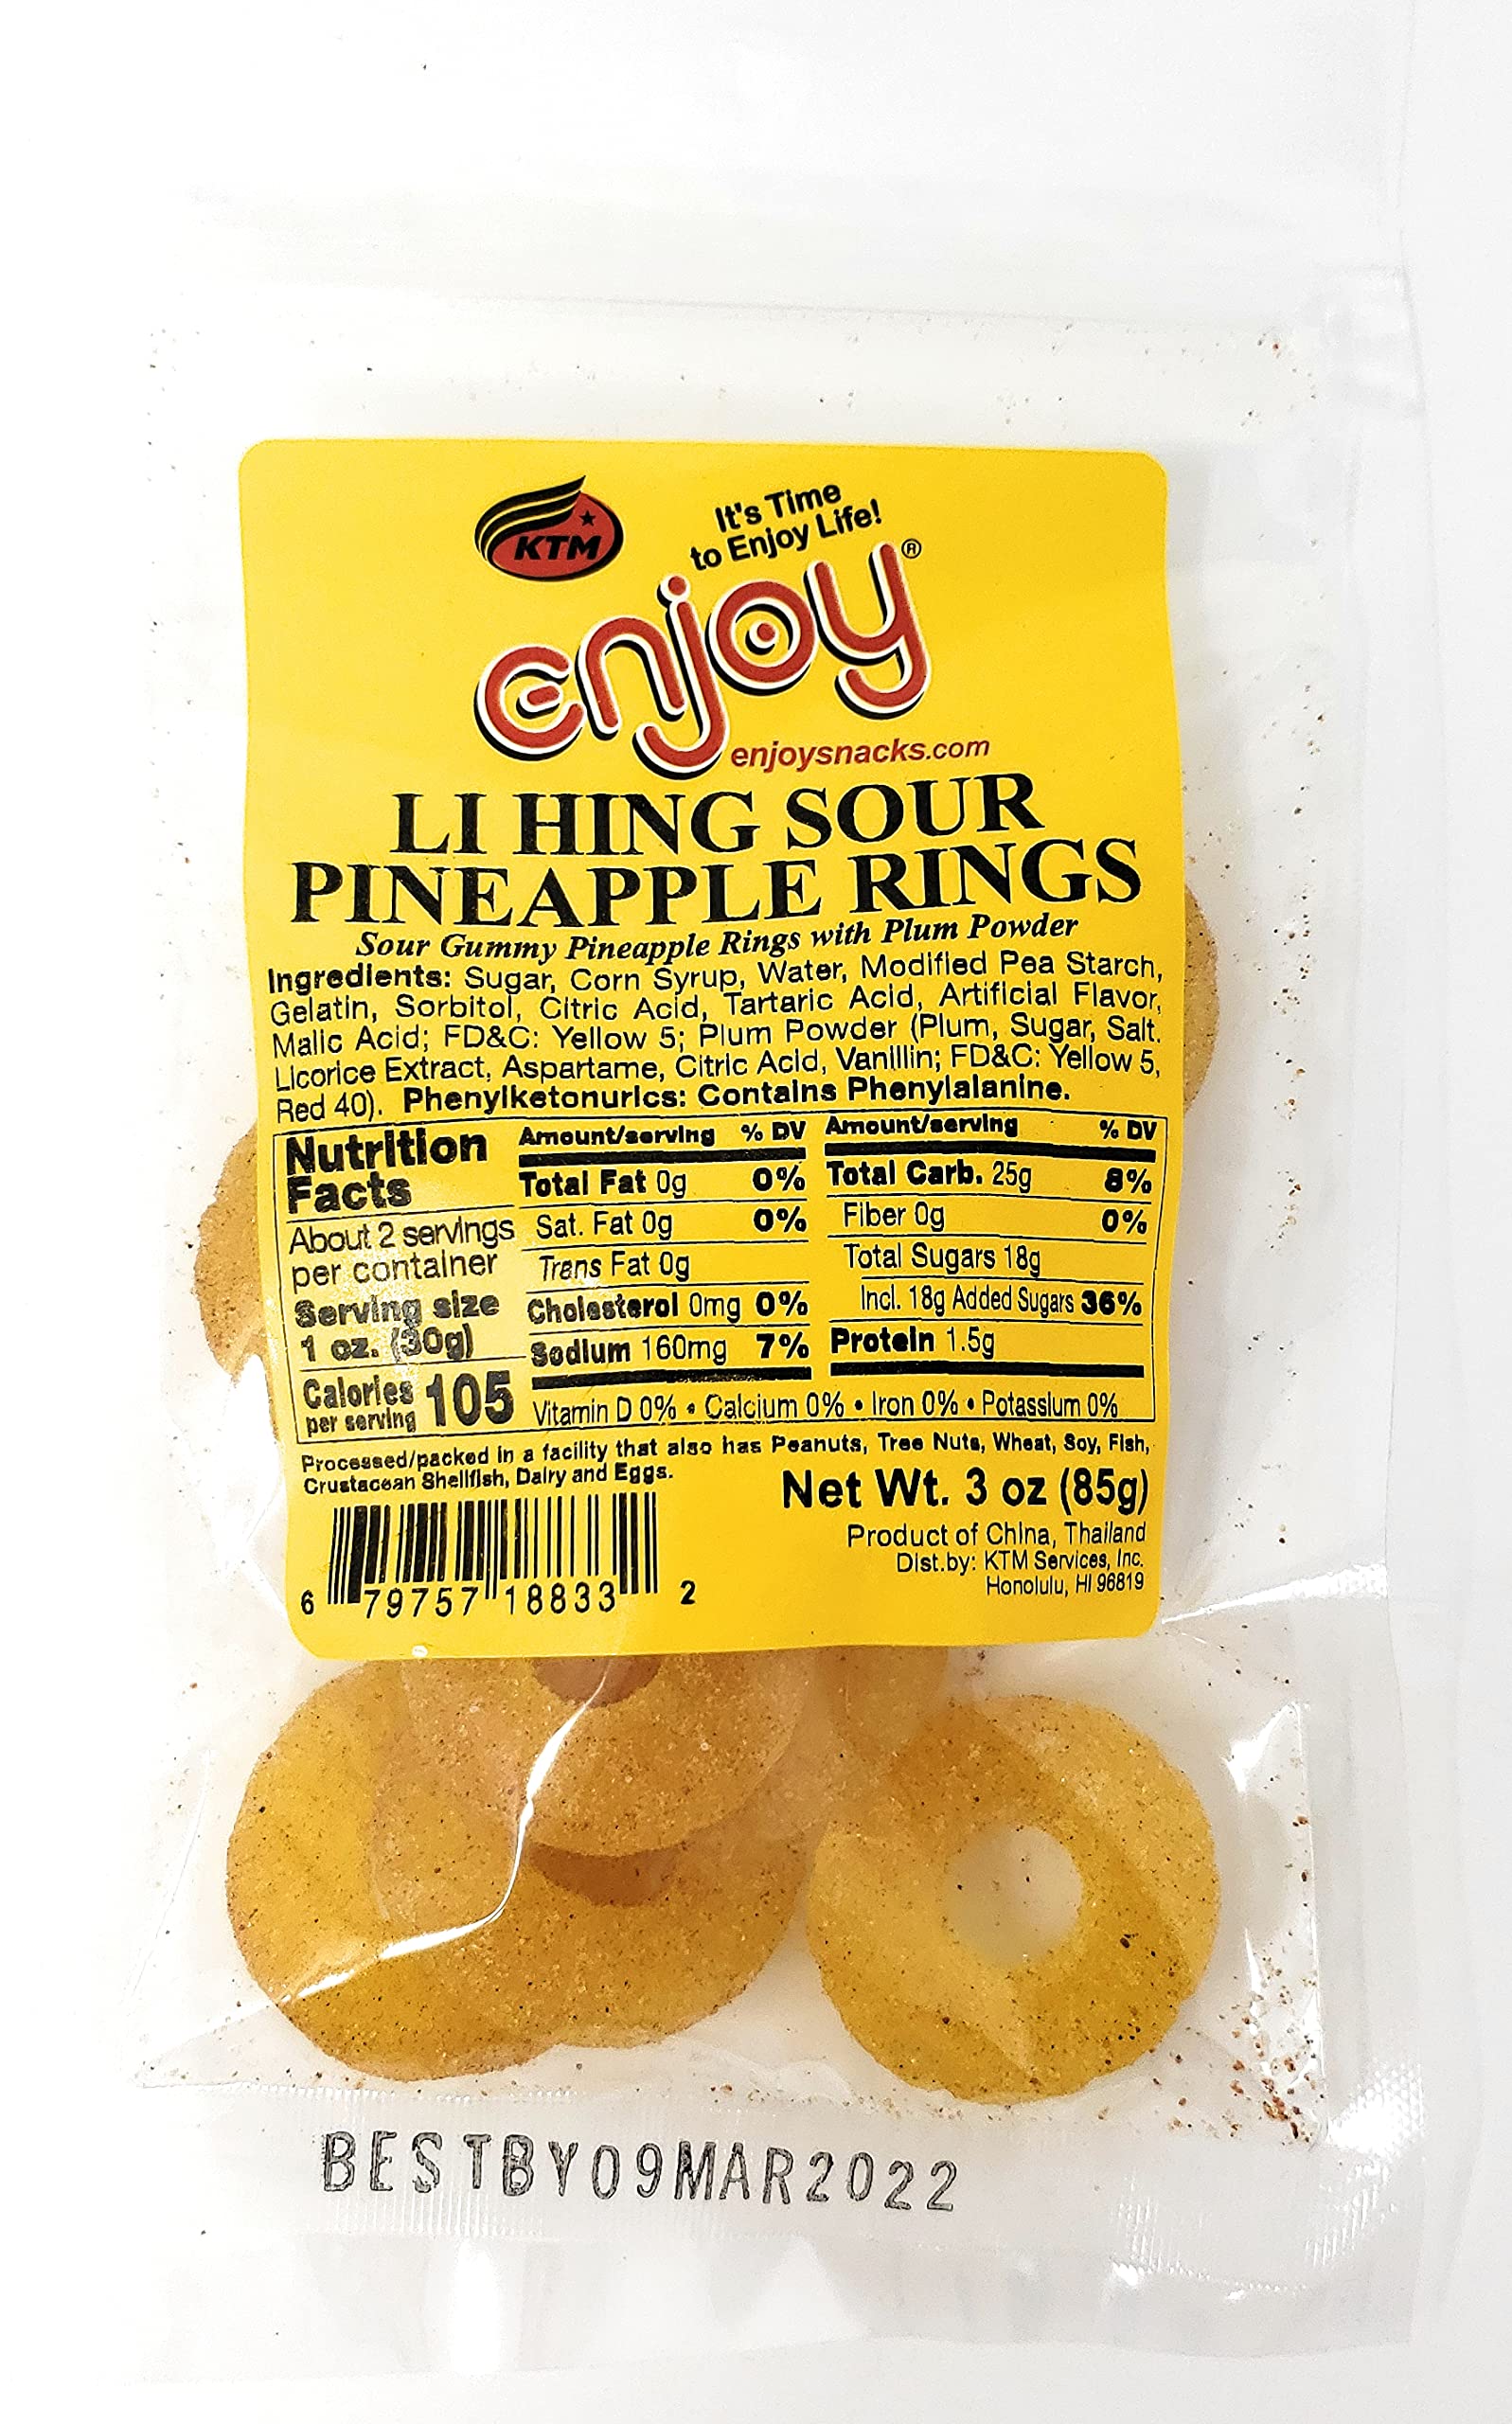 KTM
It's Time
to Enjoy Life!
enjoy®
enjoysnacks.com
LI HING SOUR
PINEAPPLE RINGS
Sour Gummy Pineapple Rings with Plum Powder
Ingredients: Sugar, Corn Syrup, Water, Modified Pea Starch,
Gelatin, Sorbitol, Citric Acid, Tartaric Acid, Artificial Flavor,
Malic Acid; FD&C: Yellow 5; Plum Powder (Plum, Sugar, Salt,
Licorice Extract, Aspartame, Citric Acid, Vanillin; FD&C: Yellow 5,
Red 40). Phenylketonurics: Contains Phenylalanine.
Nutrition
Facts
About 2 servings
per container
Serving size
1 oz. (30g)
Calories
per serving 105
Amount/serving % DV
Total Fat 0g 0%
Sat. Fat 0g 0%
Trans Fat 0g
Cholesterol 0mg 0%
Sodium 160mg 7%
Amount/serving % DV
Total Carb. 25g 8%
Fiber 0g 0%
Total Sugars 18g
Incl. 18g Added Sugars 36%
Protein 1.5g
Vitamin D 0% • Calcium 0% • Iron 0% • Potassium 0%
Processed/packed in a facility that also has Peanuts, Tree Nuts, Wheat, Soy, Fish,
Crustacean Shellfish, Dairy and Eggs.
Net Wt. 3 oz (85g)
Product of China, Thailand
Dist.by: KTM Services, Inc.
Honolulu, HI 96819
6 79757 18833 2
BEST BY 09MAR2022